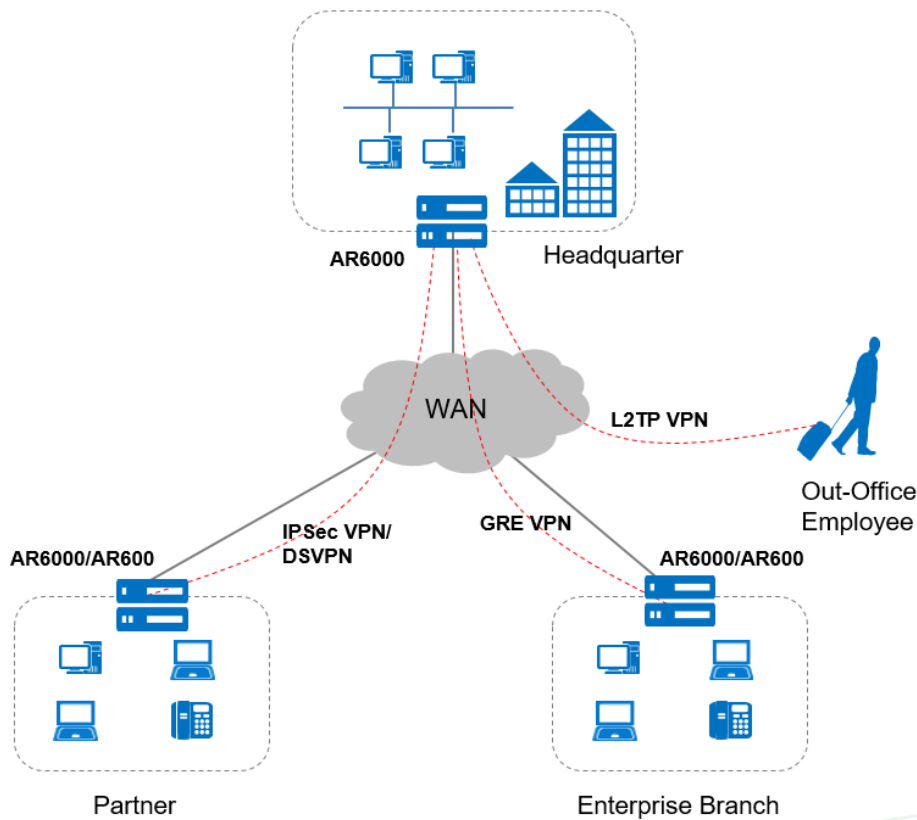 AR6000
Headquarter
WAN
L2TP VPN
Out-Office
Employee
IPSec VPN/
DSVPN
GRE VPN
AR6000/AR600
AR6000/AR600
Partner
Enterprise Branch